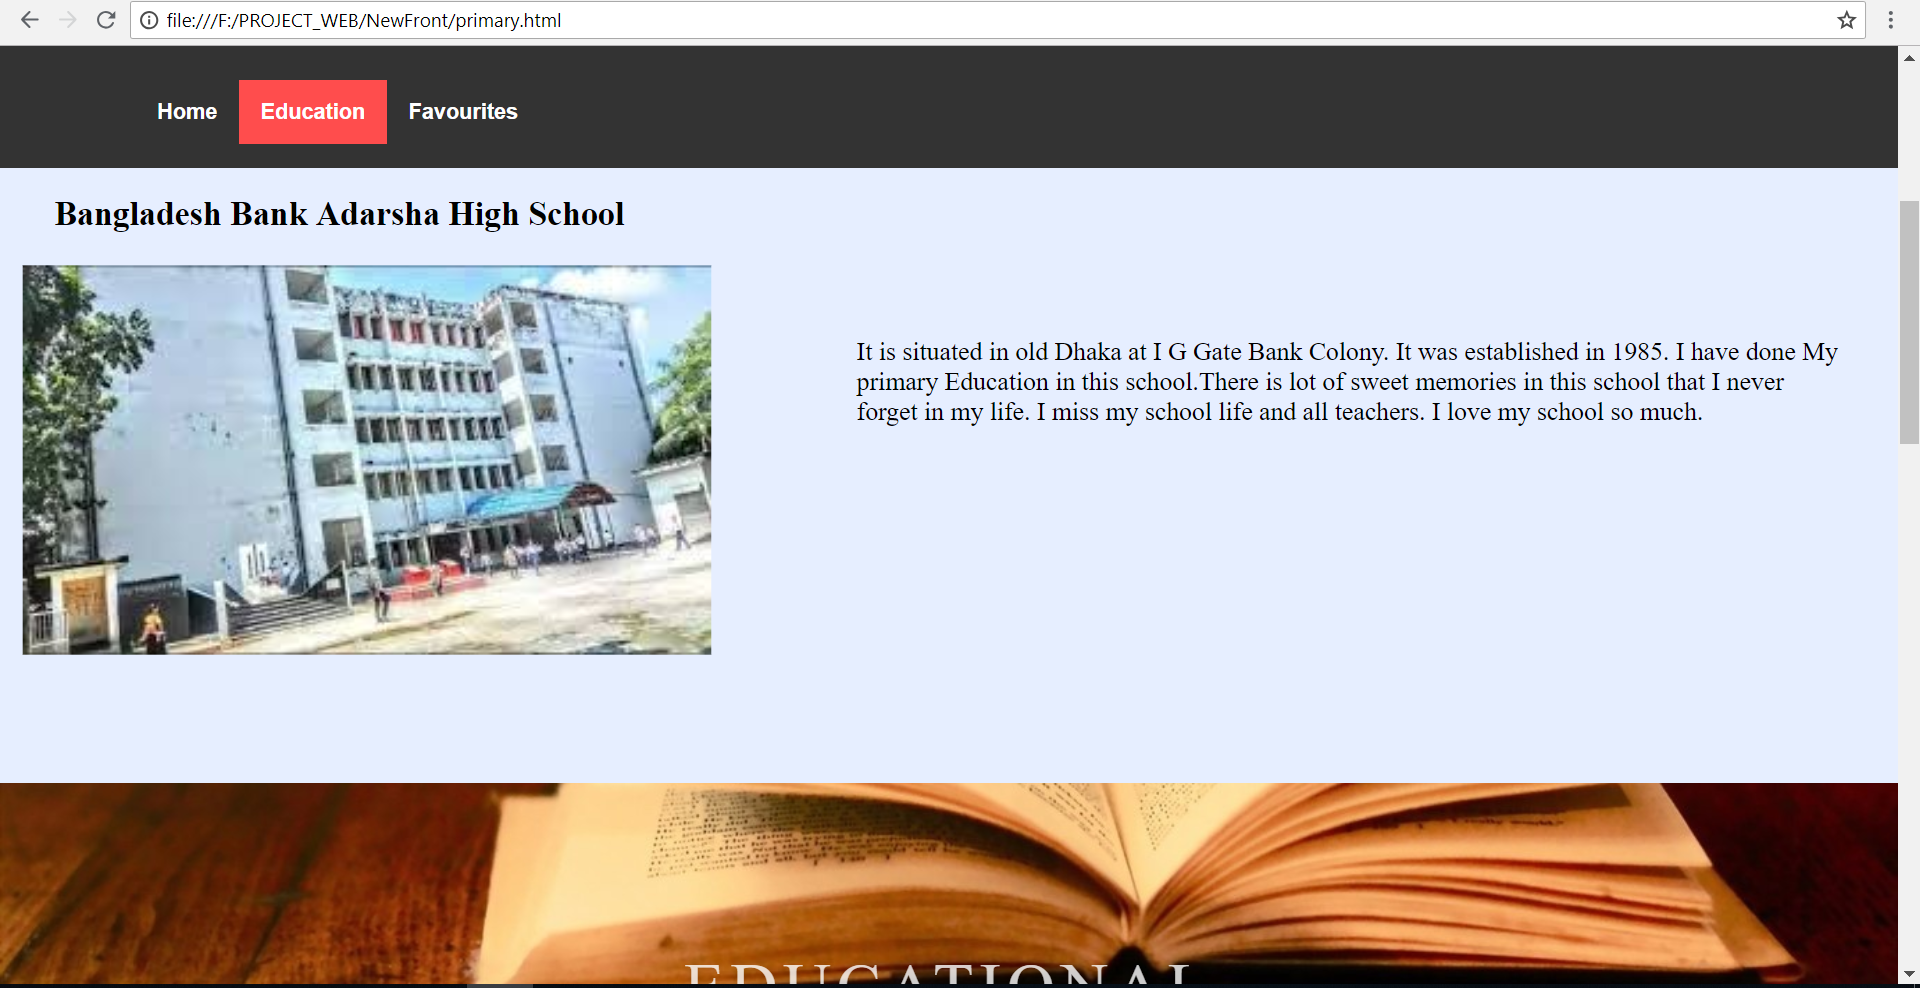 file:///F:/PROJECT_WEB/NewFront/primary.html
Home Education Favourites
Bangladesh Bank Adarsha High School
It is situated in old Dhaka at I G Gate Bank Colony. It was established in 1985. I have done My
primary Education in this school.There is lot of sweet memories in this school that I never
forget in my life. I miss my school life and all teachers. I love my school so much.
EDUCATIONAL